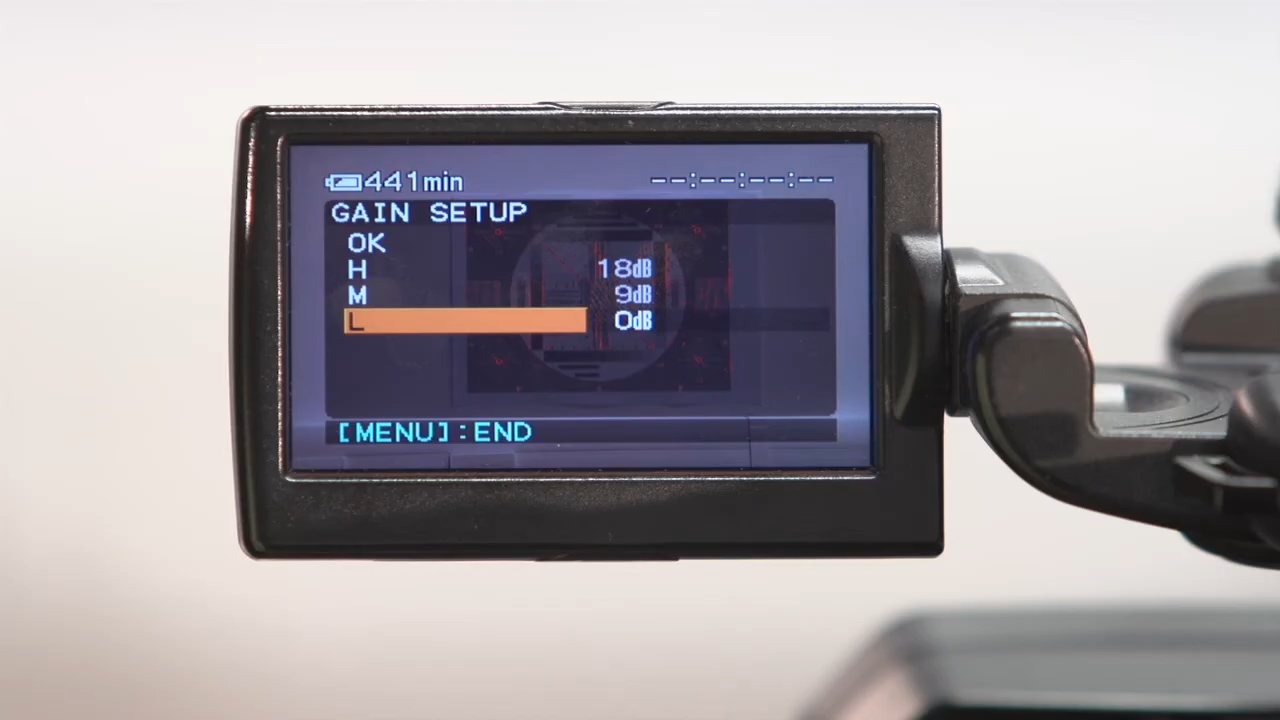 441min --:--:--:--
GAIN SETUP
OK
H 18dB
M 9dB
L 0dB
[MENU]:END